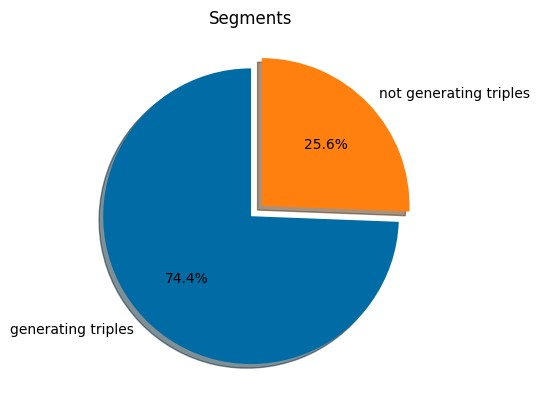 Segments
not generating triples
25.6%
74.4%
generating triples